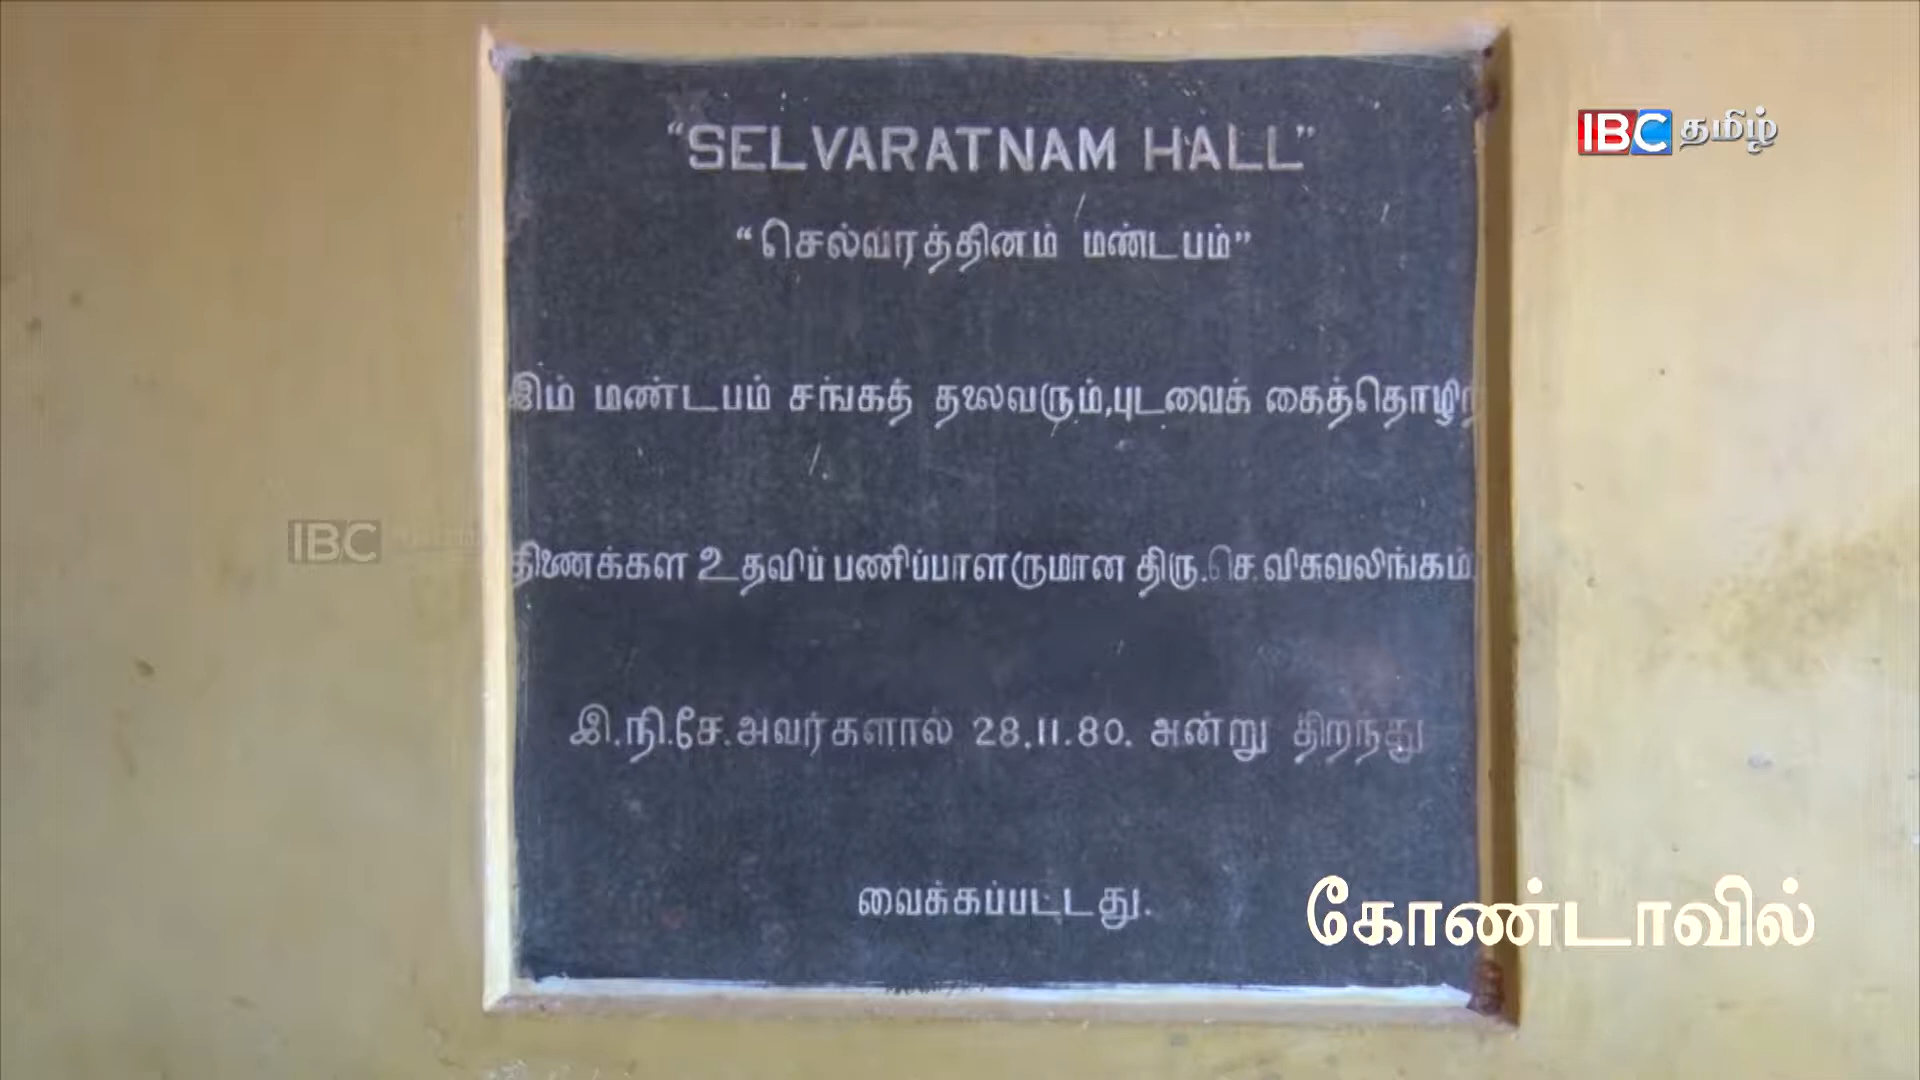 "SELVARATNAM HALL"
"செல்வரத்தினம் மண்டபம்"
இம் மண்டபம் சங்கத் தலைவரும்,புடவைக் கைத்தொழிற்
திணைக்கள உதவிப் பணிப்பாளருமான திரு.செ.விசுவலிங்கம்,
இ.நி.சே.அவர்களால் 28.11.80. அன்று திறந்து
வைக்கப்பட்டது.
IBC தமிழ்
IBC
கோண்டாவில்